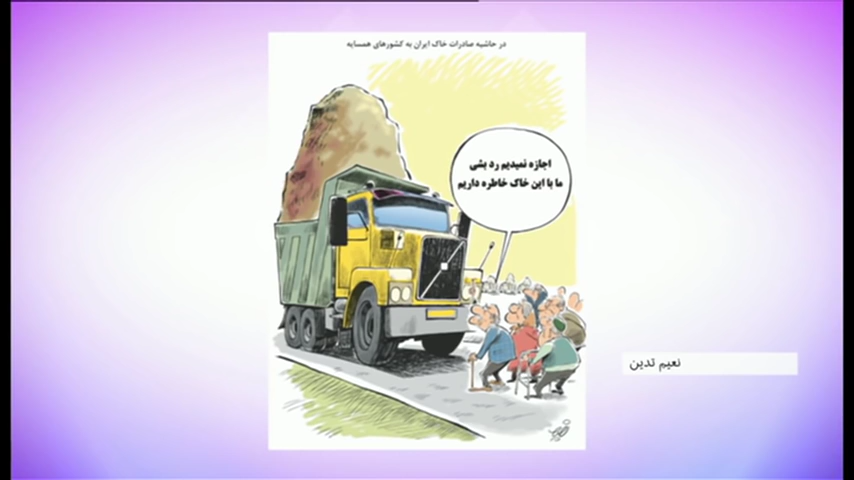 در حاشیه صادرات خاک ایران به کشورهای همسایه
اجازه نمیدیم رد بشی
ما با این خاک خاطره داریم
نعیم تدین